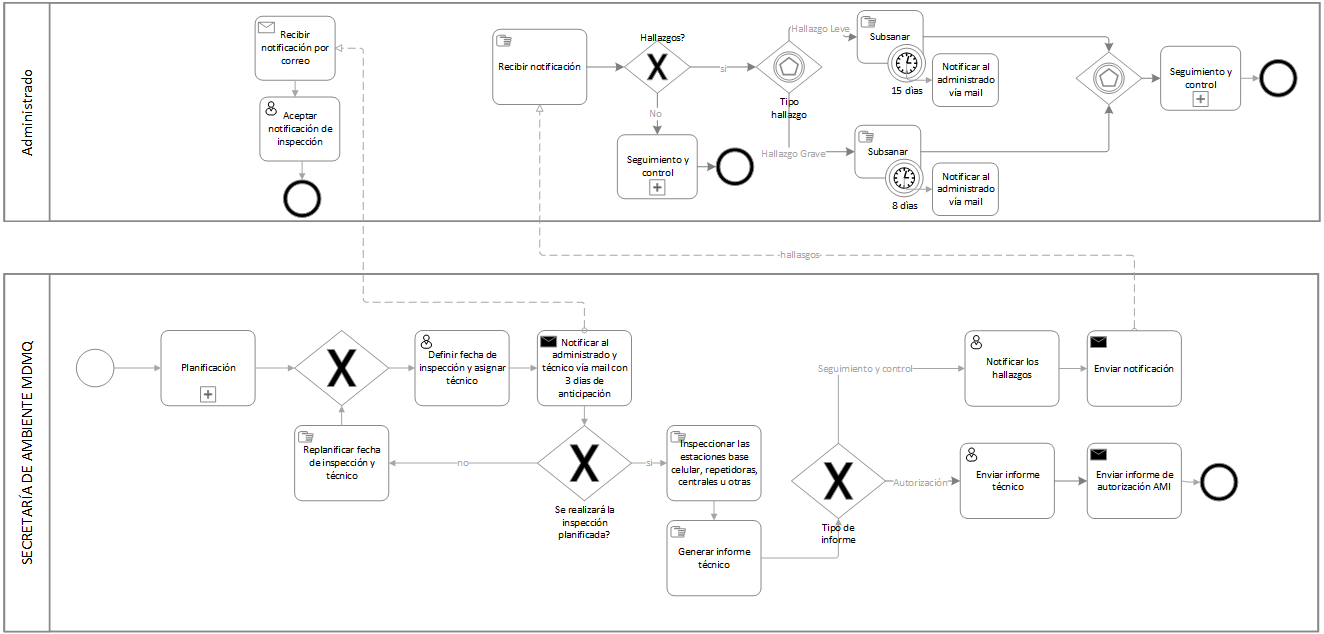 Administrado
Recibir
notificación por
correo
Aceptar
notificación de
inspección
Recibir notificación
Hallazgos?
si
No
Seguimiento y
control
Tipo
hallazgo
Hallazgo Leve
Hallazgo Grave
Subsanar
15 dias
Notificar al
administrado
vía mail
Subsanar
8 dias
Notificar al
administrado
vía mail
Seguimiento y
control
hallasgos
SECRETARÍA DE AMBIENTE MDMQ
Planificación
Definir fecha de
inspección y asignar
técnico
Notificar al
administrado y
técnico vía mail con
3 dias de
anticipación
Replanificar fecha
de inspección y
técnico
no
si
Se realizará la
inspección
planificada?
Inspeccionar las
estaciones base
celular, repetidoras,
centrales u otras
Generar informe
técnico
Tipo de
informe
Seguimiento y control
Notificar los
hallazgos
Enviar notificación
Autorización
Enviar informe
técnico
Enviar informe de
autorización AMI